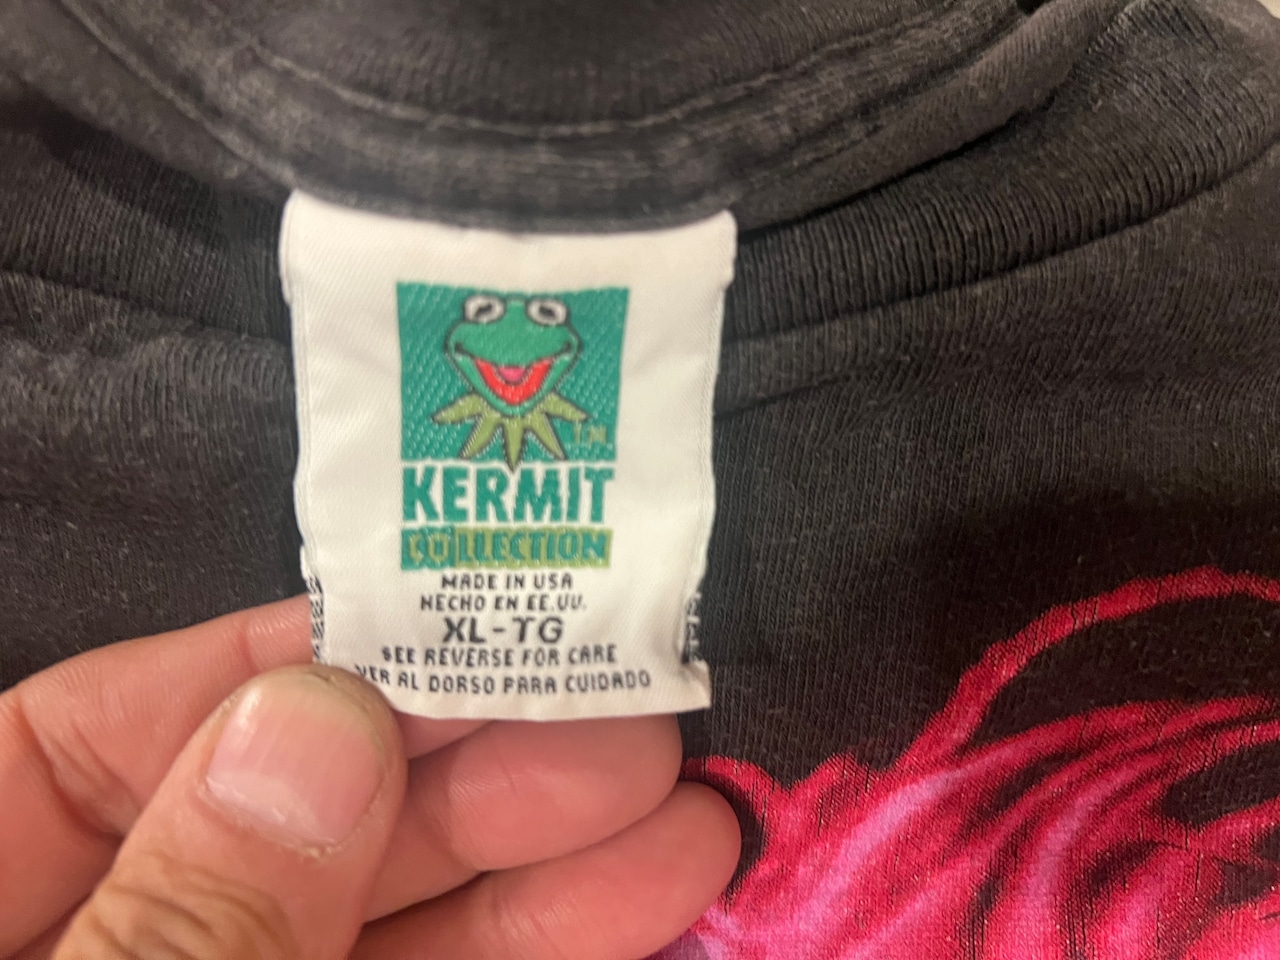 T.M.
KERMIT
COLLECTION
MADE IN USA
HECHO EN EE.UU.
XL-TG
SEE REVERSE FOR CARE
VER AL DORSO PARA CUIDADO